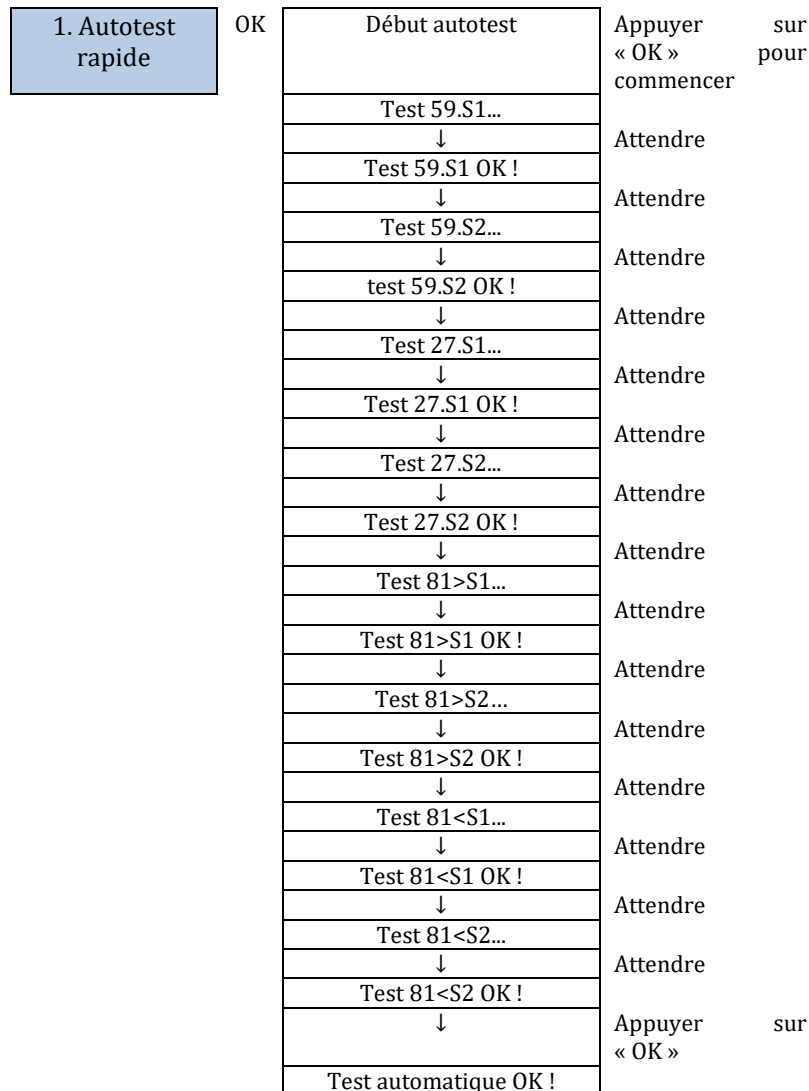 1. Autotest
rapide
OK
Début autotest
Appuyer sur
« OK » pour
commencer
Test 59.S1...
↓
Attendre
Test 59.S1 OK !
↓
Attendre
Test 59.S2...
↓
Attendre
test 59.S2 OK !
↓
Attendre
Test 27.S1...
↓
Attendre
Test 27.S1 OK !
↓
Attendre
Test 27.S2...
↓
Attendre
Test 27.S2 OK !
↓
Attendre
Test 81>S1...
↓
Attendre
Test 81>S1 OK !
↓
Attendre
Test 81>S2...
↓
Attendre
Test 81>S2 OK !
↓
Attendre
Test 81<S1...
↓
Attendre
Test 81<S1 OK !
↓
Attendre
Test 81<S2...
↓
Attendre
Test 81<S2 OK !
↓
Appuyer sur
« OK »
Test automatique OK !